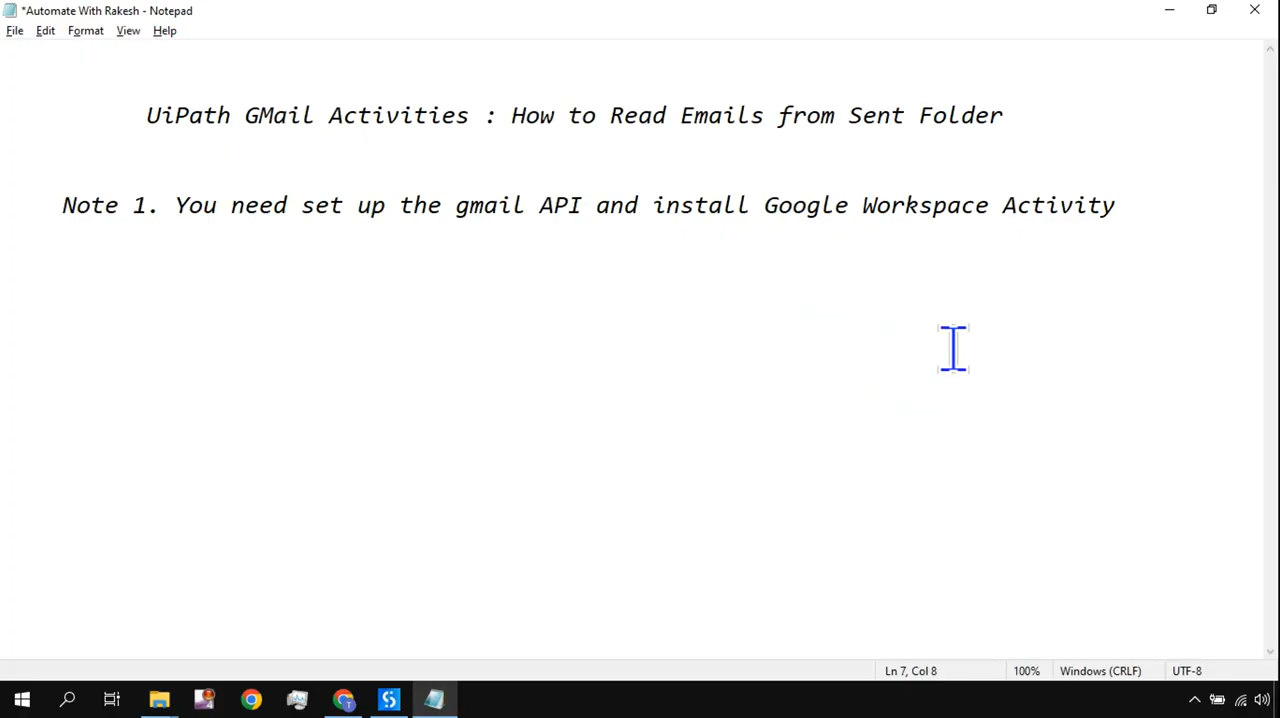 *Automate With Rakesh - Notepad
File Edit Format View Help
UiPath GMail Activities : How to Read Emails from Sent Folder
Note 1. You need set up the gmail API and install Google Workspace Activity
Ln 7, Col 8 100% Windows (CRLF) UTF-8